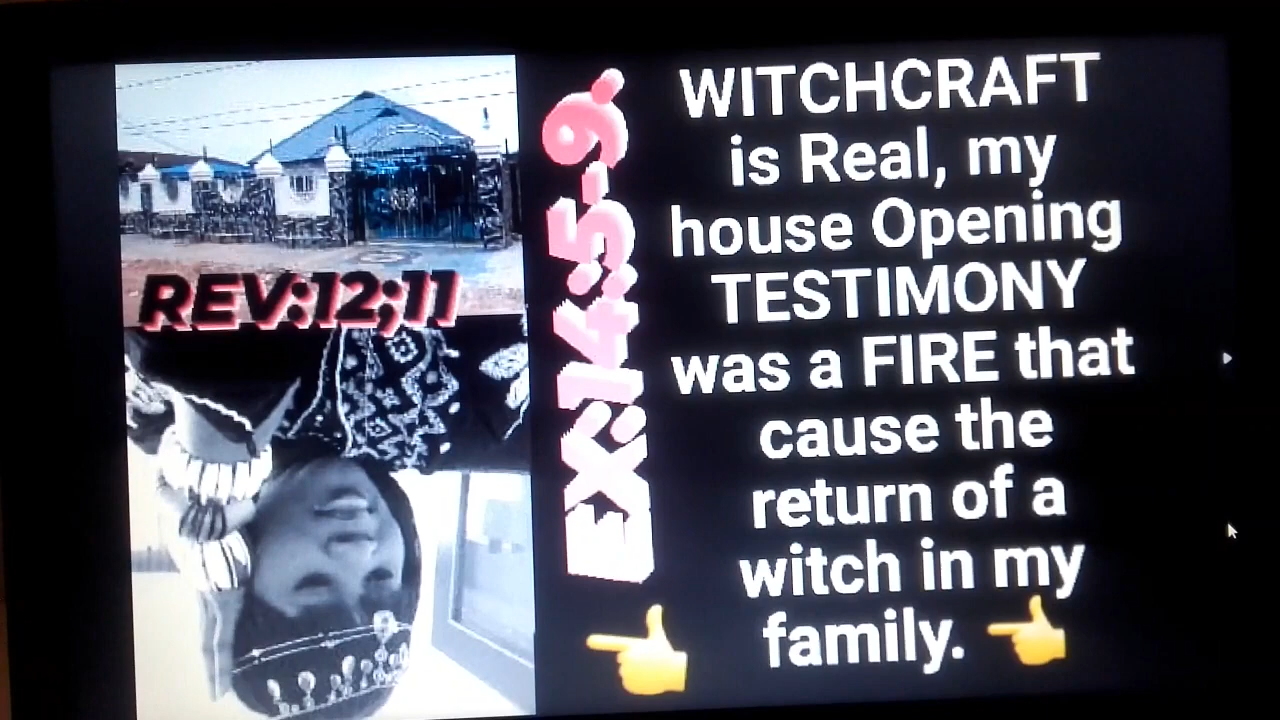 REV:12;11
EX:14:5-9,
WITCHCRAFT
is Real, my
house Opening
TESTIMONY
was a FIRE that
cause the
return of a
witch in my
family.